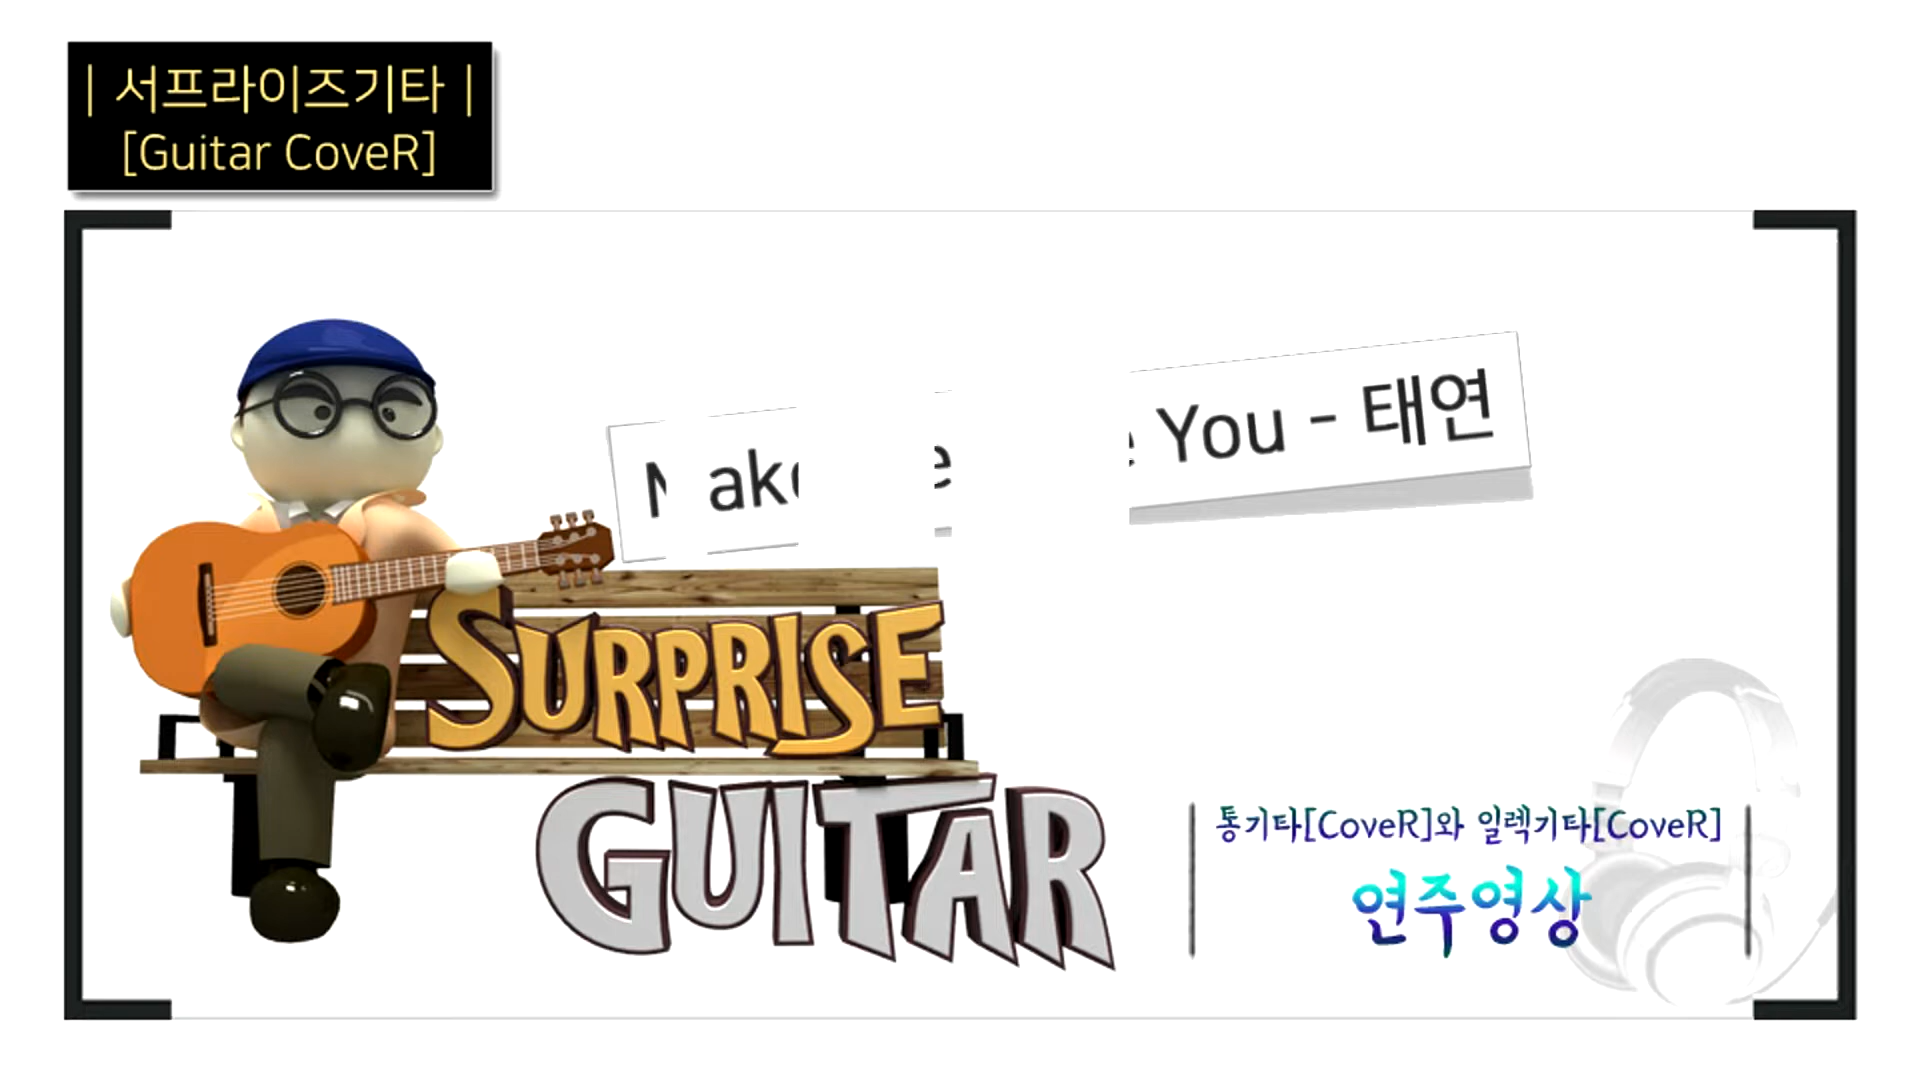 | 서프라이즈기타 |
[Guitar CoveR]
You - 태연
SURPRISE
GUITAR
통기타[CoveR]와 일렉기타[CoveR]
연주영상